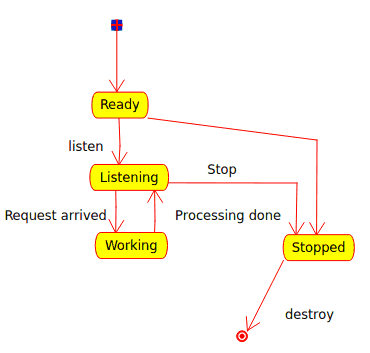 Ready
listen
Listening
Stop
Request arrived
Processing done
Working
Stopped
destroy